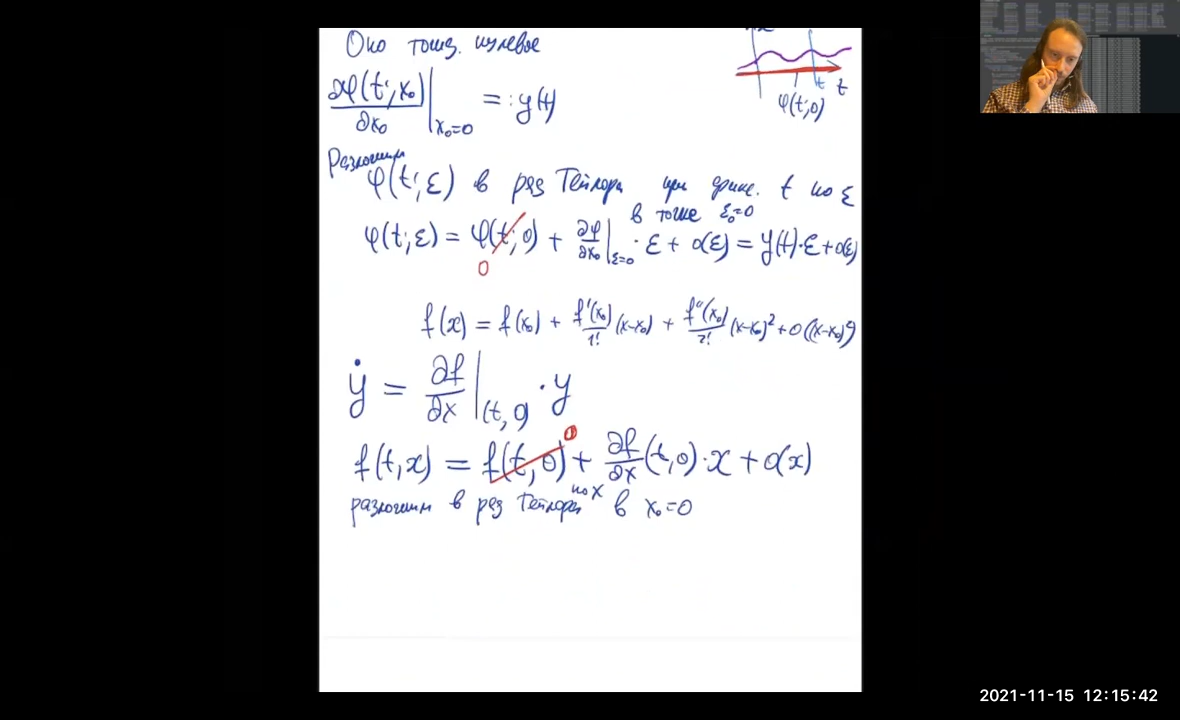 Оно тожд. нулевое
∂φ(t; x₀)/∂x₀ |x₀=0 =: y(t)
t
t
φ(t; 0)
Разложим
φ(t; ε) в ряд Тейлора при фикс. t по ε
в точке ε₀=0
φ(t; ε) = φ(t; 0) + ∂φ/∂x₀ |ε=0 · ε + o(ε) = y(t)·ε + o(ε)
0
f(x) = f(x₀) + f'(x₀)/1! (x-x₀) + f''(x₀)/2! (x-x₀)² + o((x-x₀)²)
ẏ = ∂f/∂x |(t, 0) · y
0
f(t, x) = f(t, 0) + ∂f/∂x (t, 0) · x + o(x)
разложим в ряд Тейлора по x в x₀=0
2021-11-15 12:15:42